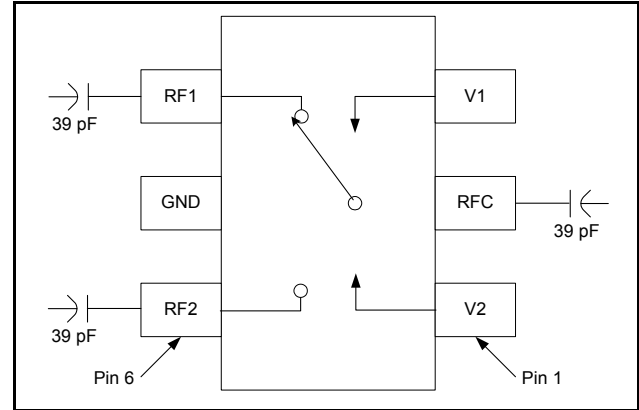 RF1
V1
39 pF
GND
RFC
39 pF
RF2
V2
39 pF
Pin 6
Pin 1